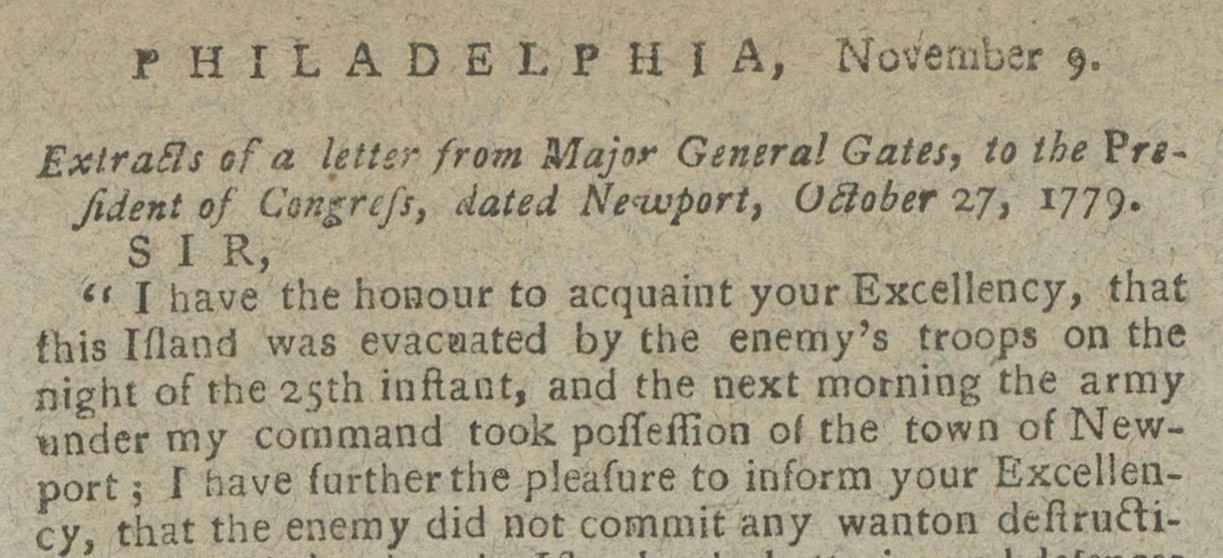 PHILADELPHIA, November 9.
Extracts of a letter from Major General Gates, to the Pre-
ſident of Congreſs, dated Newport, October 27, 1779.
SIR,
“ I have the honour to acquaint your Excellency, that
this Iſland was evacuated by the enemy's troops on the
night of the 25th inſtant, and the next morning the army
under my command took poſſeſſion of the town of New-
port ; I have further the pleaſure to inform your Excellen-
cy, that the enemy did not commit any wanton deſtructi-